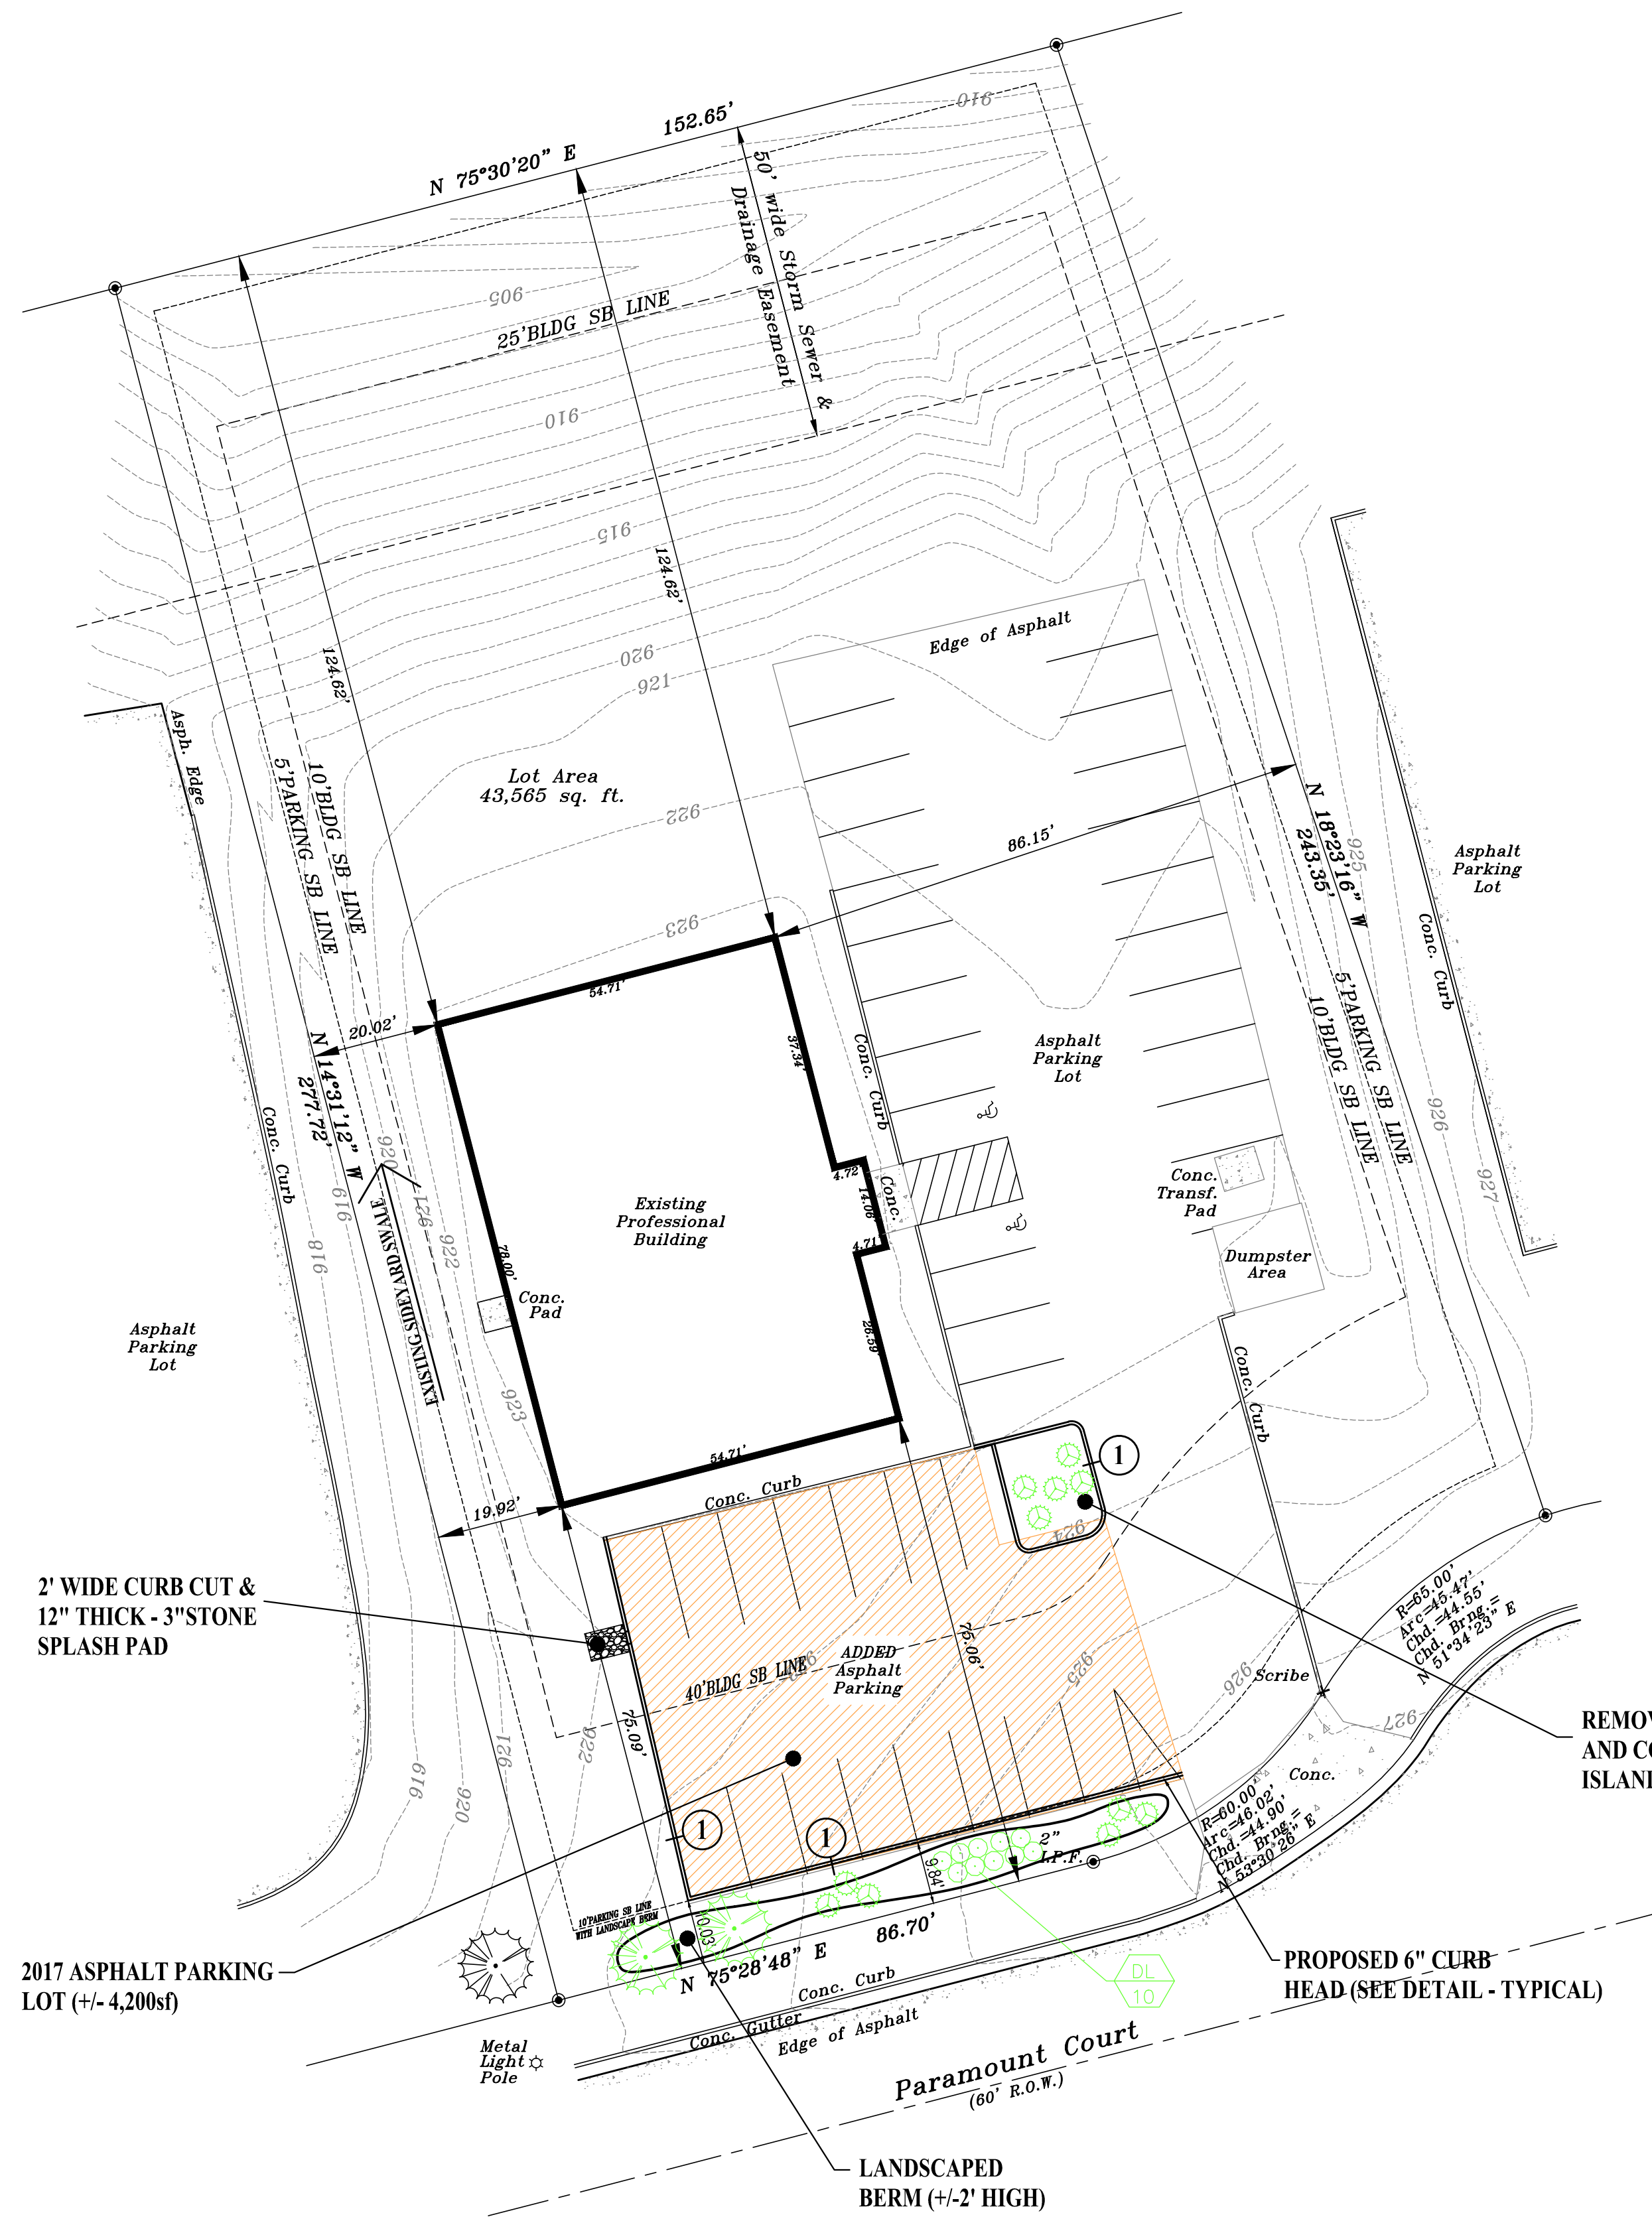 152.65'
N 75°30'20" E
910
50' wide Storm Sewer &
Drainage Easement
905
25'BLDG SB LINE
910
915
124.62'
124.62'
920
921
Edge of Asphalt
Asph. Edge
Lot Area
43,565 sq. ft.
922
86.15'
N 18°23'16" W
243.35'
925
Asphalt
Parking
Lot
10'BLDG SB LINE
5'PARKING SB LINE
923
Conc. Curb
54.71'
20.02'
37.34'
Conc. Curb
Asphalt
Parking
Lot
5'PARKING SB LINE
10'BLDG SB LINE
N 14°31'12" W
277.72'
Conc. Curb
926
927
920
919
918
921
922
EXISTING SIDEYARD SWALE
4.72'
14.06'
4.71'
Conc.
Existing
Professional
Building
Conc.
Transf.
Pad
Dumpster
Area
78.00'
Conc.
Pad
26.59'
Asphalt
Parking
Lot
Conc. Curb
923
54.71'
Conc. Curb
19.92'
1
924
2' WIDE CURB CUT &
12" THICK - 3"STONE
SPLASH PAD
R=65.00'
Arc=45.47'
Chd.=44.55'
Chd. Brng.=
N 51°34'23" E
75.06'
ADDED
Asphalt
Parking
40'BLDG SB LINE
925
926
Scribe
927
75.09'
922
921
920
919
REMOV
AND CO
ISLAND
Conc.
R=60.00'
Arc=46.02'
Chd.=44.90'
Chd. Brng.=
N 53°30'26" E
1
1
2"
I.P.F.
9.84'
10'PARKING SB LINE
WITH LANDSCAPE BERM
10.03'
86.70'
N 75°28'48" E
2017 ASPHALT PARKING
LOT (+/- 4,200sf)
PROPOSED 6" CURB
HEAD (SEE DETAIL - TYPICAL)
DL
10
Conc. Curb
Conc. Gutter
Edge of Asphalt
Metal
Light
Pole
Paramount Court
(60' R.O.W.)
LANDSCAPED
BERM (+/-2' HIGH)